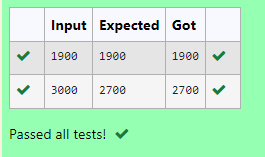 Input Expected Got
1900 1900 1900
3000 2700 2700
Passed all tests!